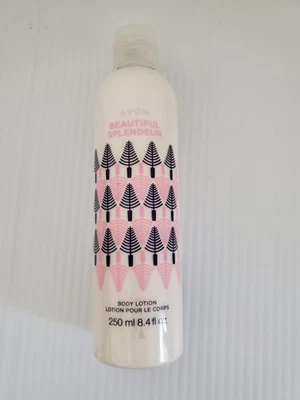 AVON
BEAUTIFUL
SPLENDEUR
BODY LOTION
LOTION POUR LE CORPS
250 ml 8.4 fl oz